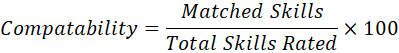 Compatability = Matched Skills / Total Skills Rated × 100